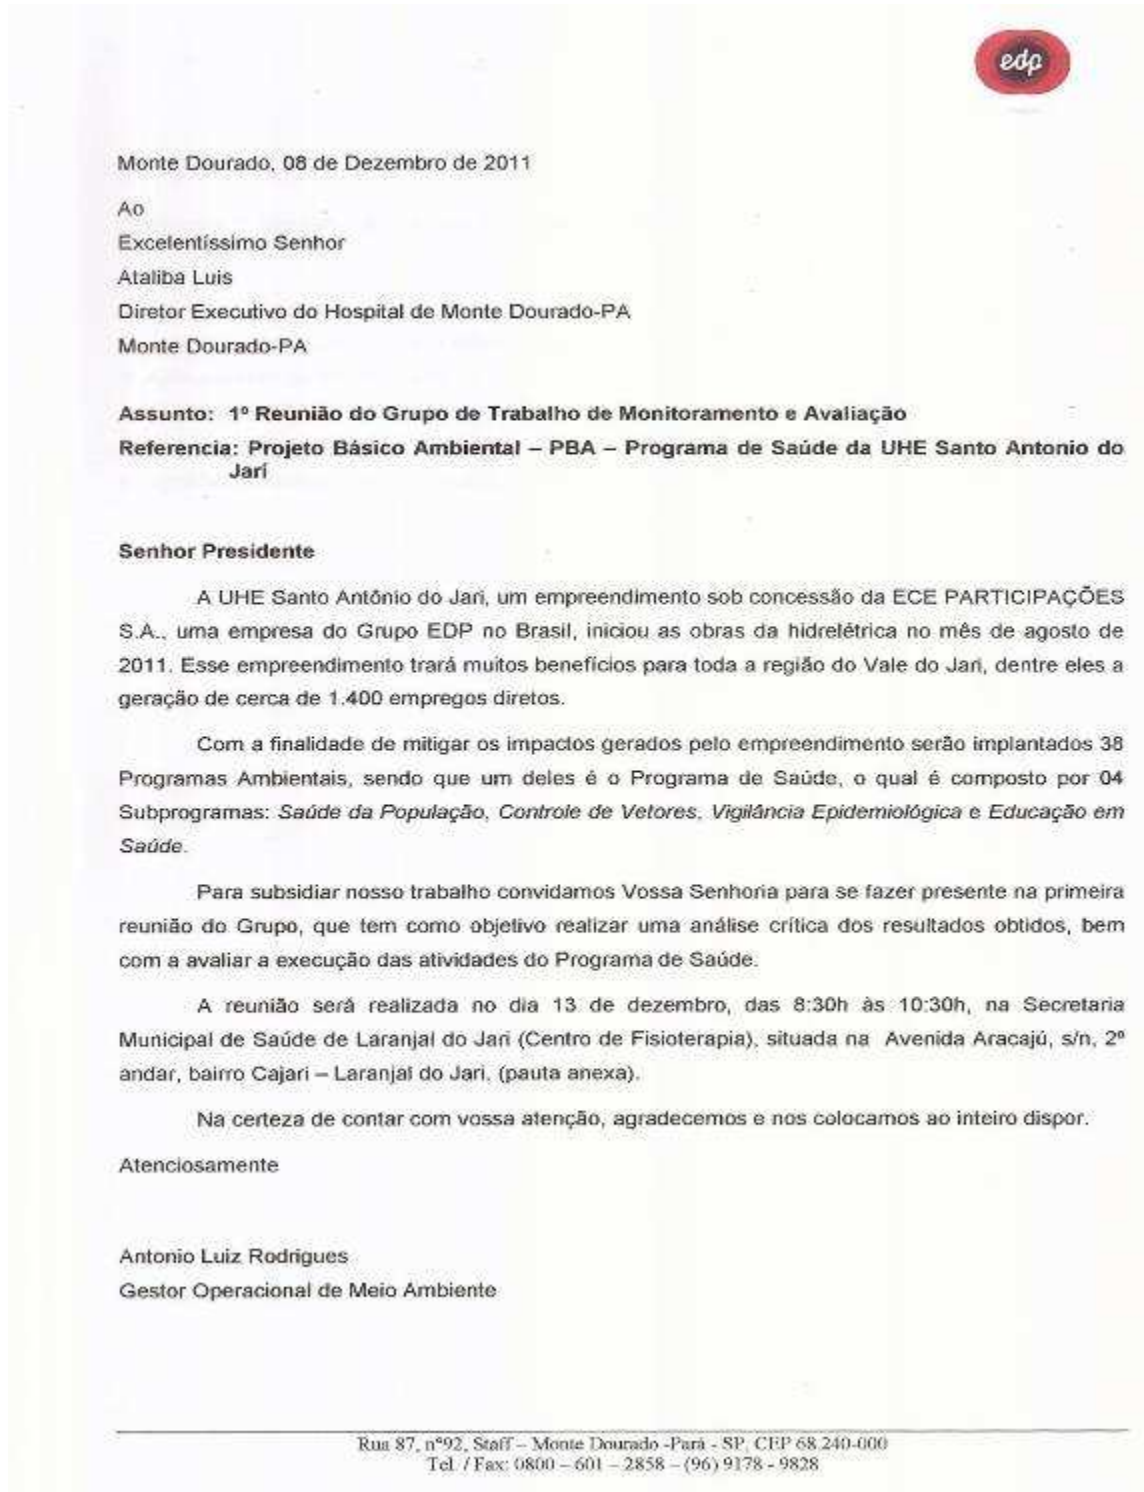 edp
Monte Dourado, 08 de Dezembro de 2011
Ao
Excelentíssimo Senhor
Ataliba Luis
Diretor Executivo do Hospital de Monte Dourado-PA
Monte Dourado-PA
Assunto: 1º Reunião do Grupo de Trabalho de Monitoramento e Avaliação
Referencia: Projeto Básico Ambiental – PBA – Programa de Saúde da UHE Santo Antonio do
Jari
Senhor Presidente
A UHE Santo Antônio do Jari, um empreendimento sob concessão da ECE PARTICIPAÇÕES
S.A., uma empresa do Grupo EDP no Brasil, iniciou as obras da hidrelétrica no mês de agosto de
2011. Esse empreendimento trará muitos benefícios para toda a região do Vale do Jari, dentre eles a
geração de cerca de 1.400 empregos diretos.
Com a finalidade de mitigar os impactos gerados pelo empreendimento serão implantados 38
Programas Ambientais, sendo que um deles é o Programa de Saúde, o qual é composto por 04
Subprogramas: Saúde da População, Controle de Vetores, Vigilância Epidemiológica e Educação em
Saúde.
Para subsidiar nosso trabalho convidamos Vossa Senhoria para se fazer presente na primeira
reunião do Grupo, que tem como objetivo realizar uma análise crítica dos resultados obtidos, bem
com a avaliar a execução das atividades do Programa de Saúde.
A reunião será realizada no dia 13 de dezembro, das 8:30h às 10:30h, na Secretaria
Municipal de Saúde de Laranjal do Jari (Centro de Fisioterapia), situada na Avenida Aracajú, s/n, 2º
andar, bairro Cajari – Laranjal do Jari, (pauta anexa).
Na certeza de contar com vossa atenção, agradecemos e nos colocamos ao inteiro dispor.
Atenciosamente
Antonio Luiz Rodrigues
Gestor Operacional de Meio Ambiente
Rua 87, nº92, Staff – Monte Dourado -Pará - SP, CEP 68.240-000
Tel. / Fax: 0800 – 601 – 2858 – (96) 9178 - 9828